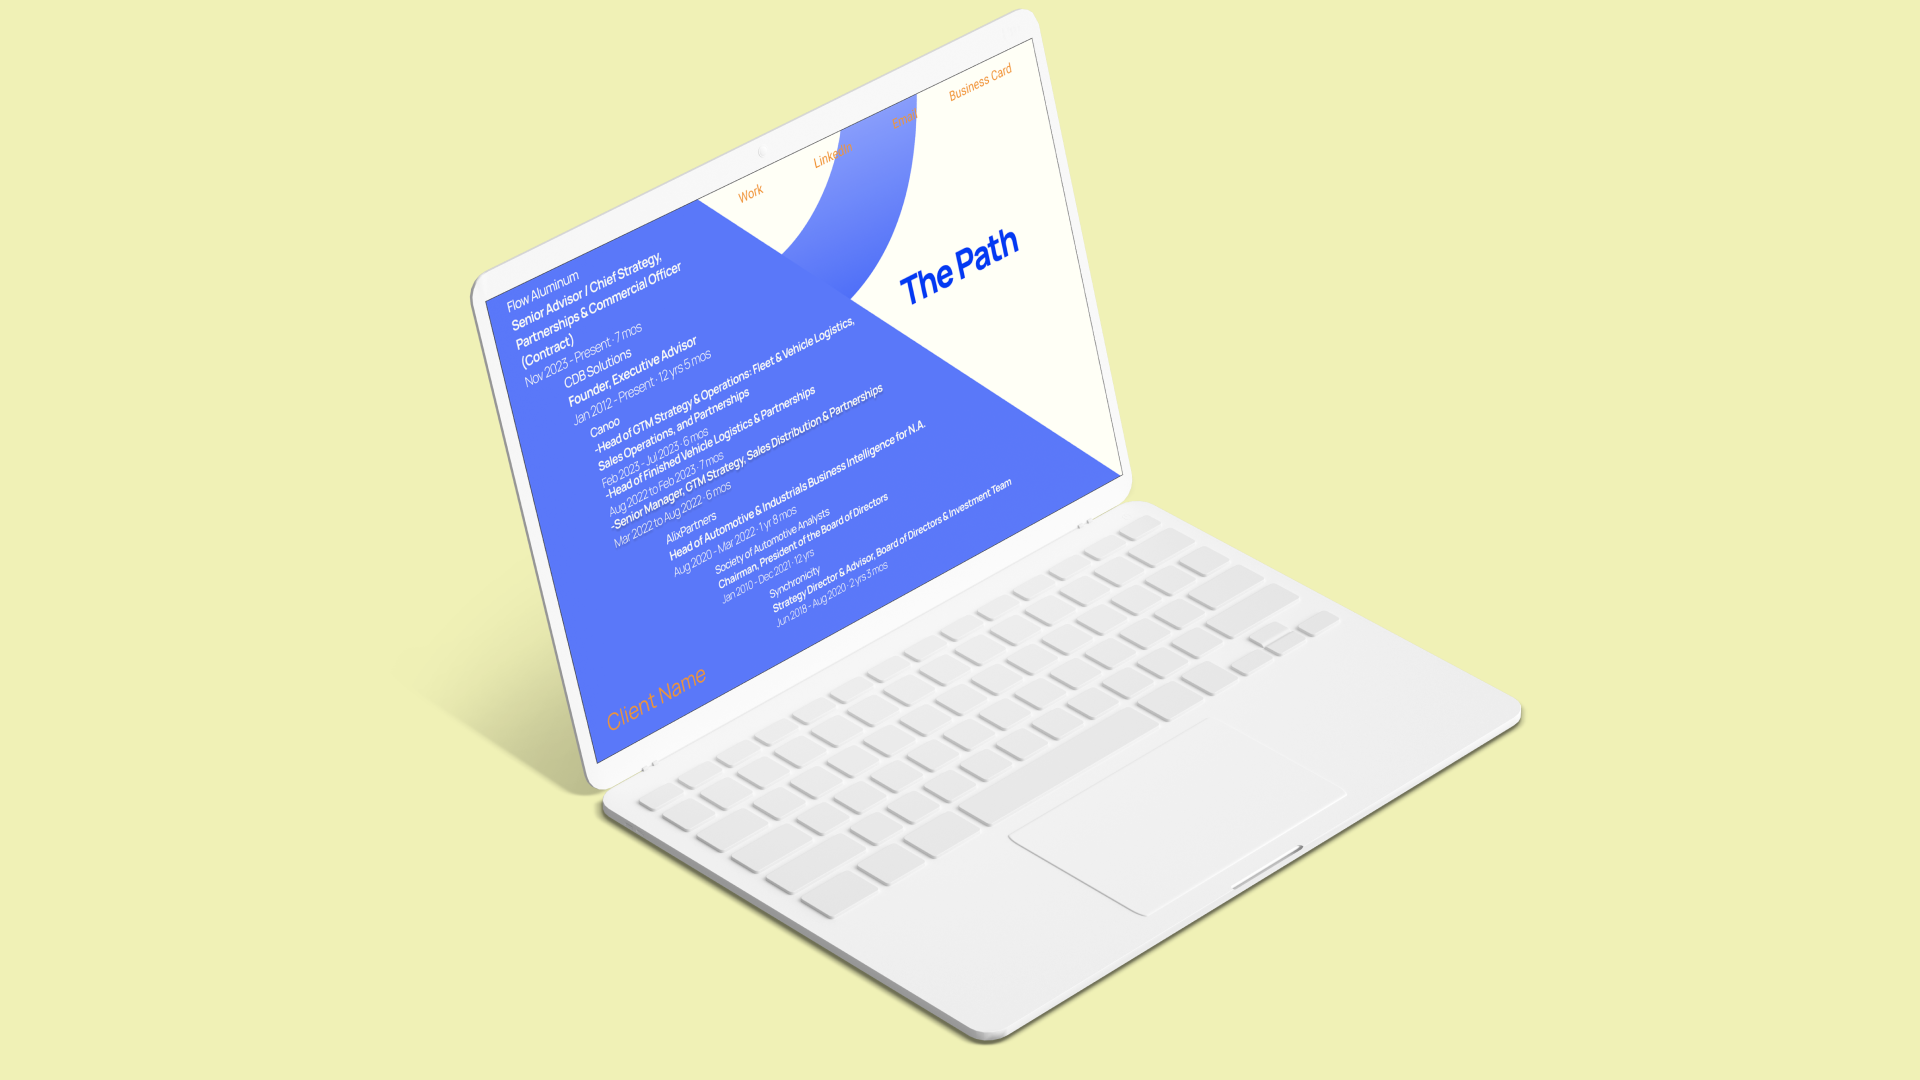 Work
LinkedIn
Email
Business Card
The Path
Flow Aluminum
Senior Advisor / Chief Strategy,
Partnerships & Commercial Officer
(Contract)
Nov 2023 - Present · 7 mos
CDB Solutions
Founder, Executive Advisor
Jan 2012 - Present · 12 yrs 5 mos
Canoo
-Head of GTM Strategy & Operations: Fleet & Vehicle Logistics,
Sales Operations, and Partnerships
Feb 2023 - Jul 2023 · 6 mos
-Head of Finished Vehicle Logistics & Partnerships
Aug 2022 to Feb 2023 · 7 mos
-Senior Manager, GTM Strategy, Sales Distribution & Partnerships
Mar 2022 to Aug 2022 · 6 mos
AlixPartners
Head of Automotive & Industrials Business Intelligence for N.A.
Aug 2020 - Mar 2022 · 1 yr 8 mos
Society of Automotive Analysts
Chairman, President of the Board of Directors
Jan 2010 - Dec 2021 · 12 yrs
Synchronicity
Strategy Director & Advisor, Board of Directors & Investment Team
Jun 2018 - Aug 2020 · 2 yrs 3 mos
Client Name